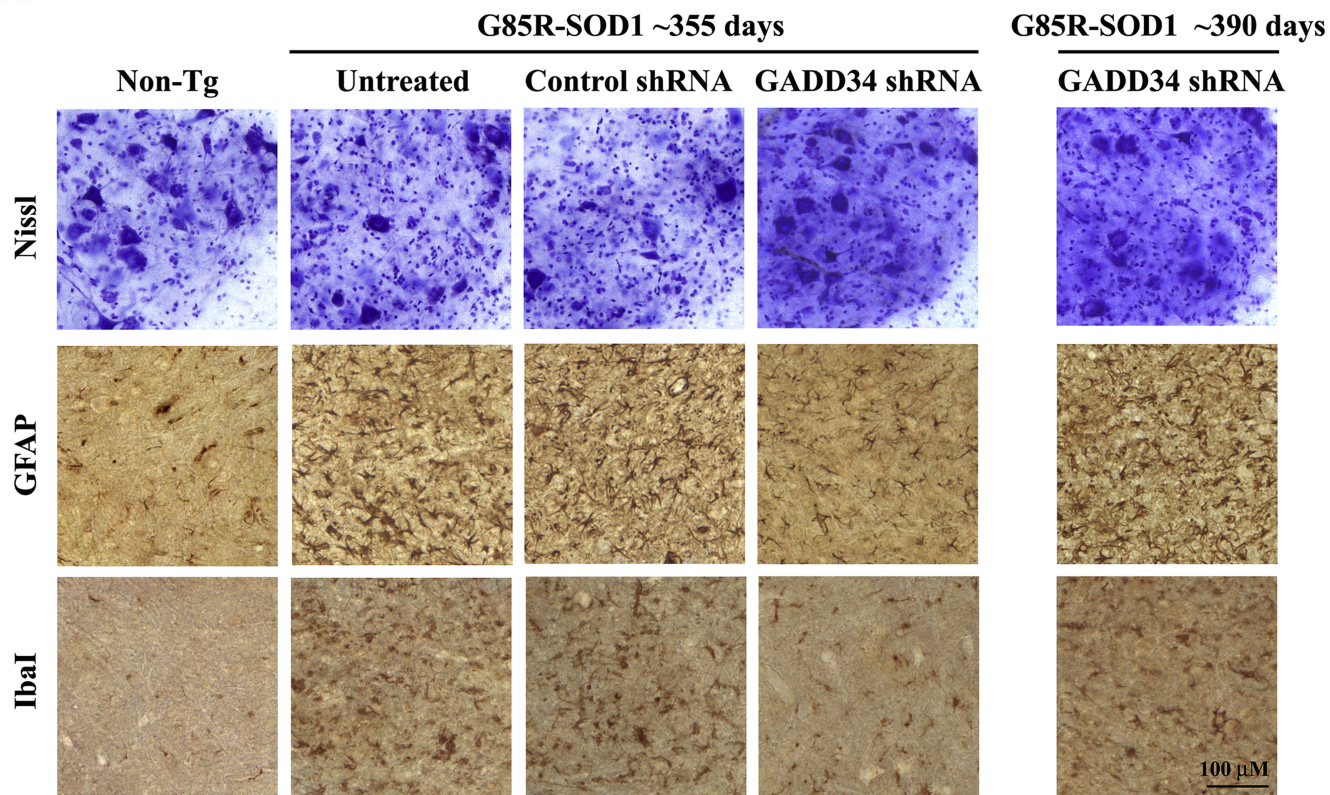 G85R-SOD1 ~355 days
G85R-SOD1 ~390 days
Non-Tg
Untreated
Control shRNA
GADD34 shRNA
GADD34 shRNA
Nissl
GFAP
IbaI
100 µM